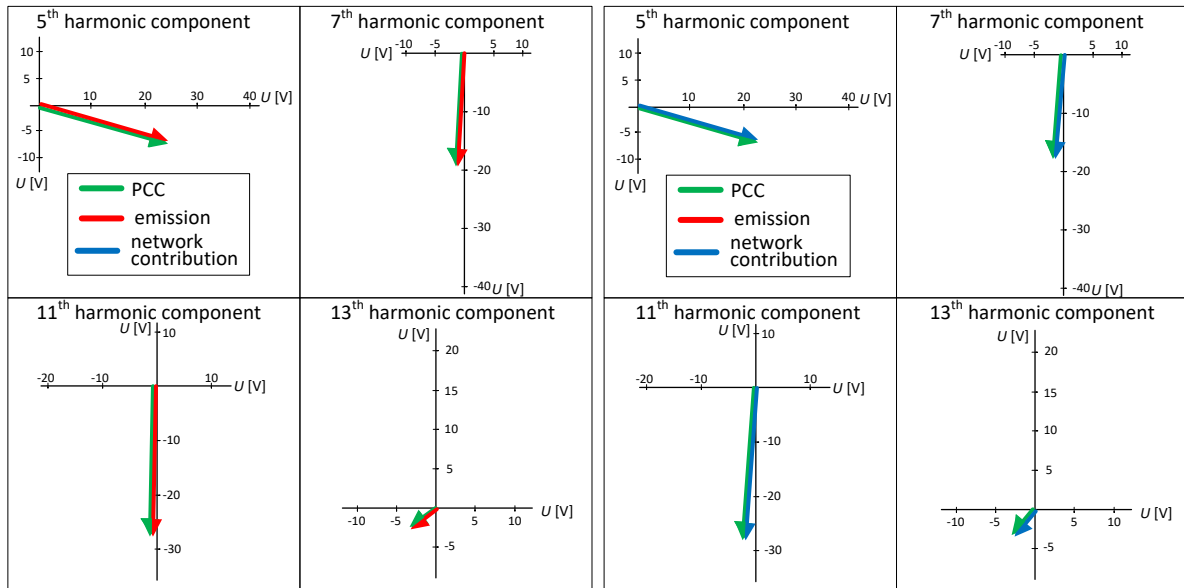 5th harmonic component
10
5
U [V]
10
20
30
40
-5
-10
U [V]
PCC
emission
network
contribution
7th harmonic component
U [V]
-10
-5
5
10
-10
-20
-30
-40
U [V]
11th harmonic component
U [V]
10
-20
-10
10
U [V]
-10
-20
-30
13th harmonic component
U [V]
20
15
10
5
-10
-5
5
10
U [V]
-5
5th harmonic component
10
5
U [V]
10
20
30
40
-5
-10
U [V]
PCC
emission
network
contribution
7th harmonic component
U [V]
-10
-5
5
10
-10
-20
-30
-40
U [V]
11th harmonic component
U [V]
10
-20
-10
10
U [V]
-10
-20
-30
13th harmonic component
U [V]
20
15
10
5
-10
-5
5
10
U [V]
-5